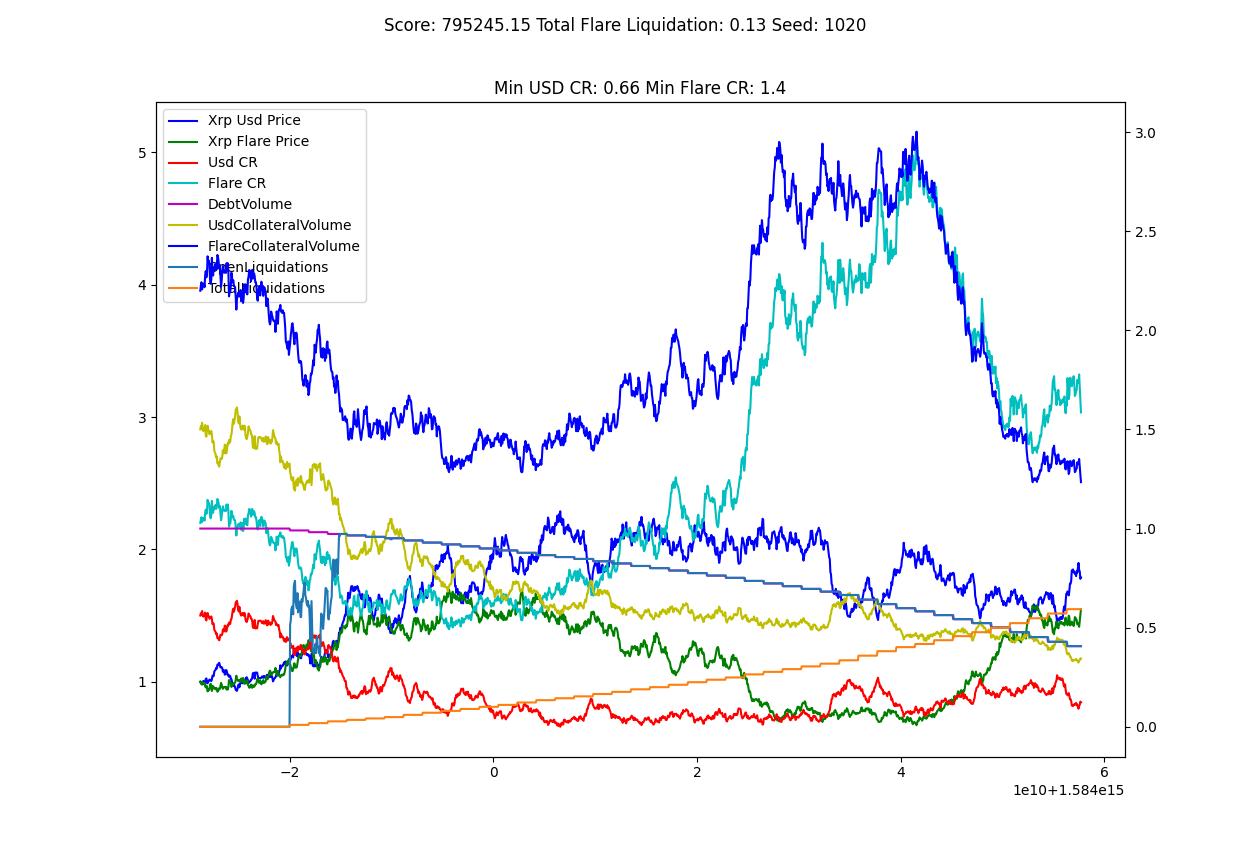 Score: 795245.15 Total Flare Liquidation: 0.13 Seed: 1020
Min USD CR: 0.66 Min Flare CR: 1.4
Xrp Usd Price
Xrp Flare Price
Usd CR
Flare CR
DebtVolume
UsdCollateralVolume
FlareCollateralVolume
OpenLiquidations
TotalLiquidations
5
4
3
2
1
3.0
2.5
2.0
1.5
1.0
0.5
0.0
−2
0
2
4
6
1e10+1.584e15